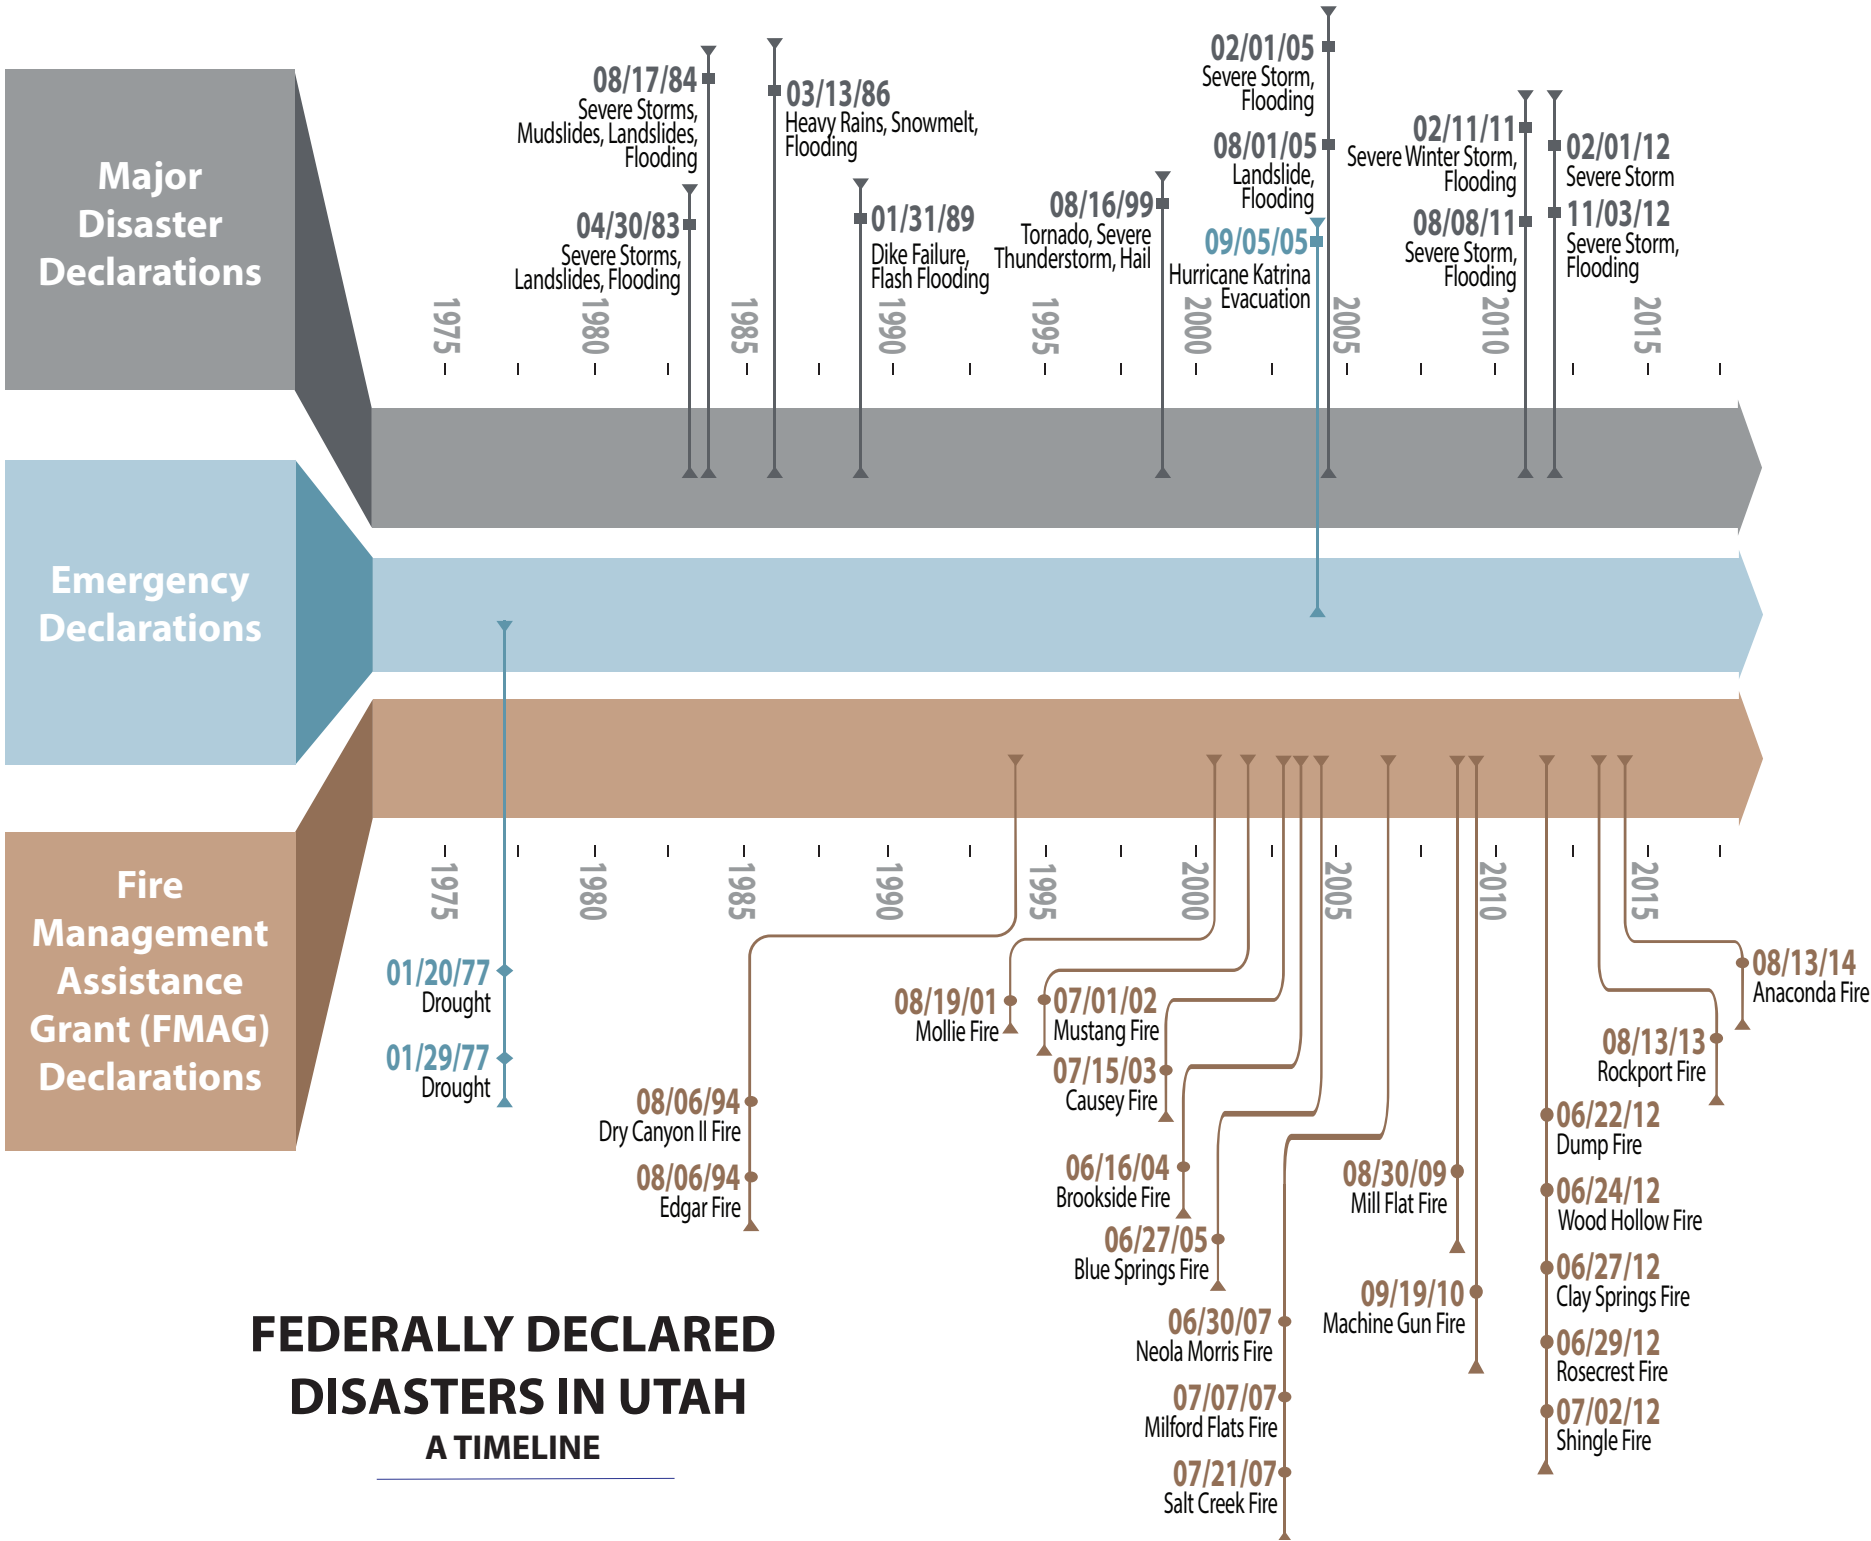 Major
Disaster
Declarations
08/17/84
Severe Storms,
Mudslides, Landslides,
Flooding
04/30/83
Severe Storms,
Landslides, Flooding
03/13/86
Heavy Rains, Snowmelt,
Flooding
01/31/89
Dike Failure,
Flash Flooding
08/16/99
Tornado, Severe
Thunderstorm, Hail
02/01/05
Severe Storm,
Flooding
08/01/05
Landslide,
Flooding
09/05/05
Hurricane Katrina
Evacuation
02/11/11
Severe Winter Storm,
Flooding
08/08/11
Severe Storm,
Flooding
02/01/12
Severe Storm
11/03/12
Severe Storm,
Flooding
1975
1980
1985
1990
1995
2000
2005
2010
2015
Emergency
Declarations
Fire
Management
Assistance
Grant (FMAG)
Declarations
1975
1980
1985
1990
1995
2000
2005
2010
2015
01/20/77
Drought
01/29/77
Drought
08/06/94
Dry Canyon II Fire
08/06/94
Edgar Fire
08/19/01
Mollie Fire
07/01/02
Mustang Fire
07/15/03
Causey Fire
06/16/04
Brookside Fire
06/27/05
Blue Springs Fire
06/30/07
Neola Morris Fire
07/07/07
Milford Flats Fire
07/21/07
Salt Creek Fire
08/30/09
Mill Flat Fire
09/19/10
Machine Gun Fire
06/22/12
Dump Fire
06/24/12
Wood Hollow Fire
06/27/12
Clay Springs Fire
06/29/12
Rosecrest Fire
07/02/12
Shingle Fire
08/13/13
Rockport Fire
08/13/14
Anaconda Fire
FEDERALLY DECLARED
DISASTERS IN UTAH
A TIMELINE